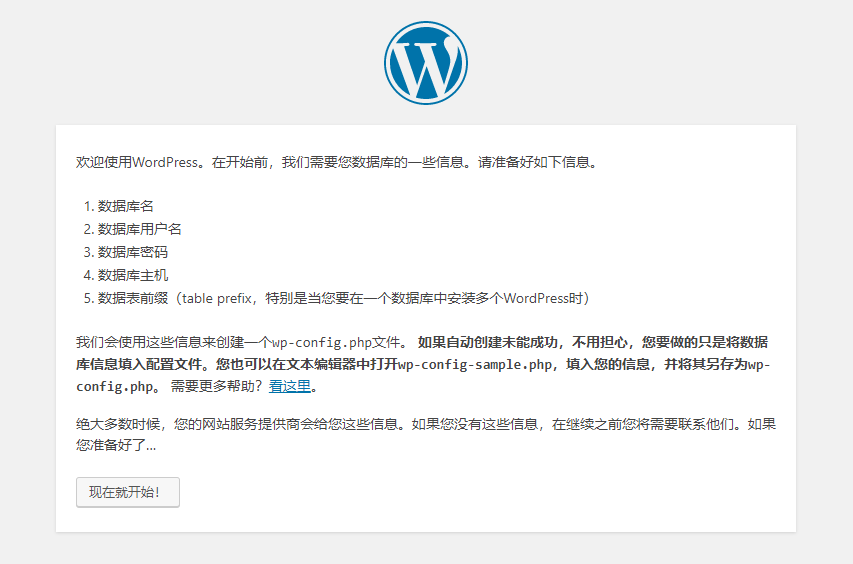 欢迎使用WordPress。在开始前，我们需要您数据库的一些信息。请准备好如下信息。
1. 数据库名
2. 数据库用户名
3. 数据库密码
4. 数据库主机
5. 数据表前缀（table prefix，特别是当您要在一个数据库中安装多个WordPress时）
我们会使用这些信息来创建一个wp-config.php文件。 如果自动创建未能成功，不用担心，您要做的只是将数据
库信息填入配置文件。您也可以在文本编辑器中打开wp-config-sample.php，填入您的信息，并将其另存为wp-
config.php。 需要更多帮助？看这里。
绝大多数时候，您的网站服务提供商会给您这些信息。如果您没有这些信息，在继续之前您将需要联系他们。如果
您准备好了…
现在就开始！